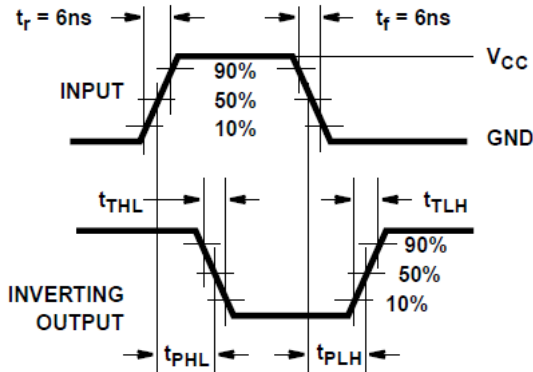 tr = 6ns
tf = 6ns
VCC
INPUT
90%
50%
10%
GND
tTHL
tTLH
90%
50%
10%
INVERTING
OUTPUT
tPHL
tPLH